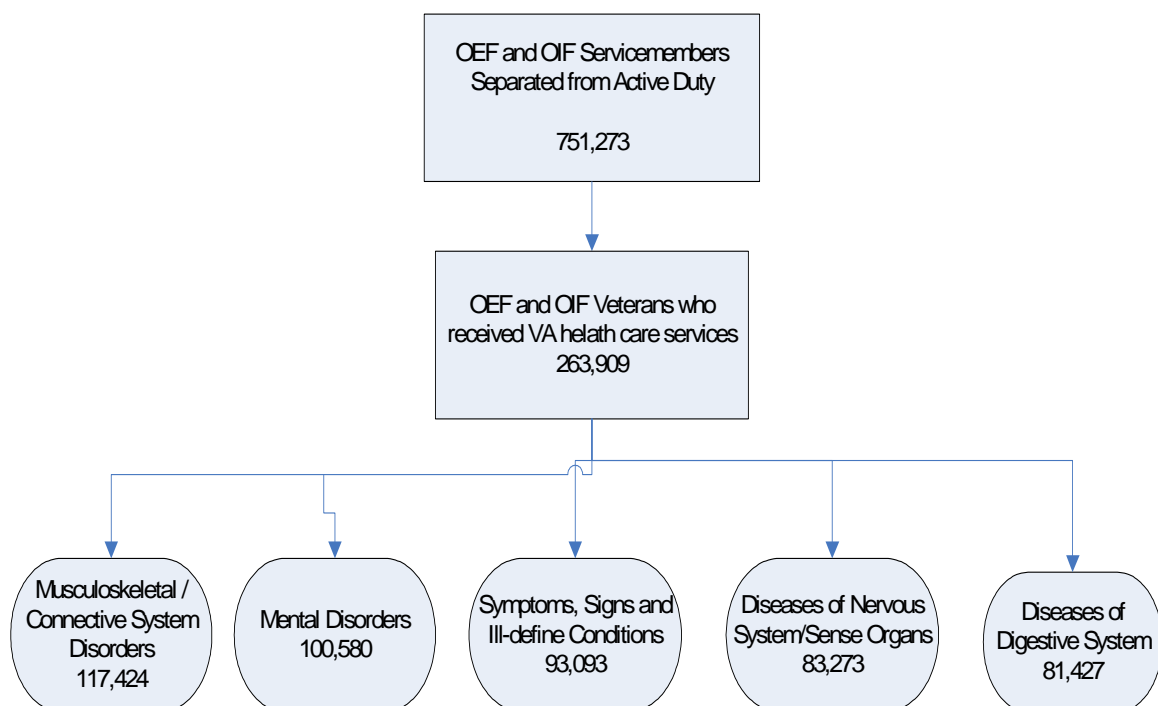 OEF and OIF Servicemembers
Separated from Active Duty
751,273
OEF and OIF Veterans who
received VA helath care services
263,909
Musculoskeletal /
Connective System
Disorders
117,424
Mental Disorders
100,580
Symptoms, Signs and
Ill-define Conditions
93,093
Diseases of Nervous
System/Sense Organs
83,273
Diseases of
Digestive System
81,427